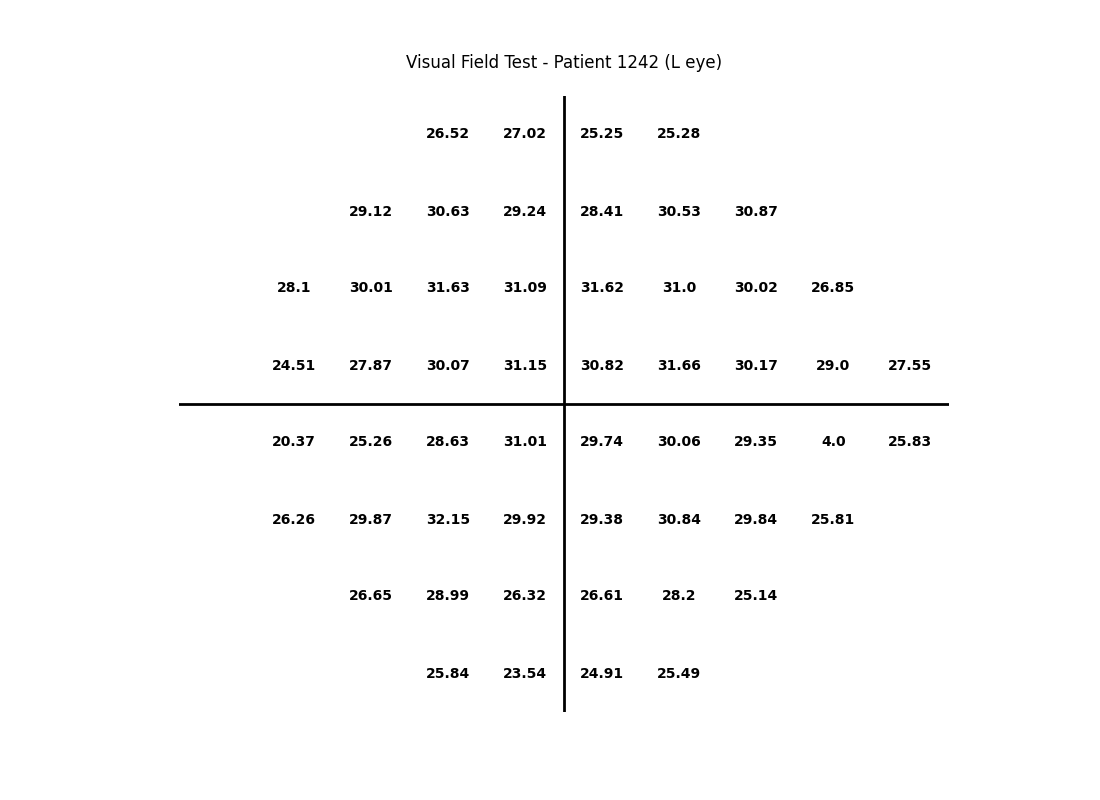 Visual Field Test - Patient 1242 (L eye)
26.52 27.02 25.25 25.28
29.12 30.63 29.24 28.41 30.53 30.87
28.1 30.01 31.63 31.09 31.62 31.0 30.02 26.85
24.51 27.87 30.07 31.15 30.82 31.66 30.17 29.0 27.55
20.37 25.26 28.63 31.01 29.74 30.06 29.35 4.0 25.83
26.26 29.87 32.15 29.92 29.38 30.84 29.84 25.81
26.65 28.99 26.32 26.61 28.2 25.14
25.84 23.54 24.91 25.49